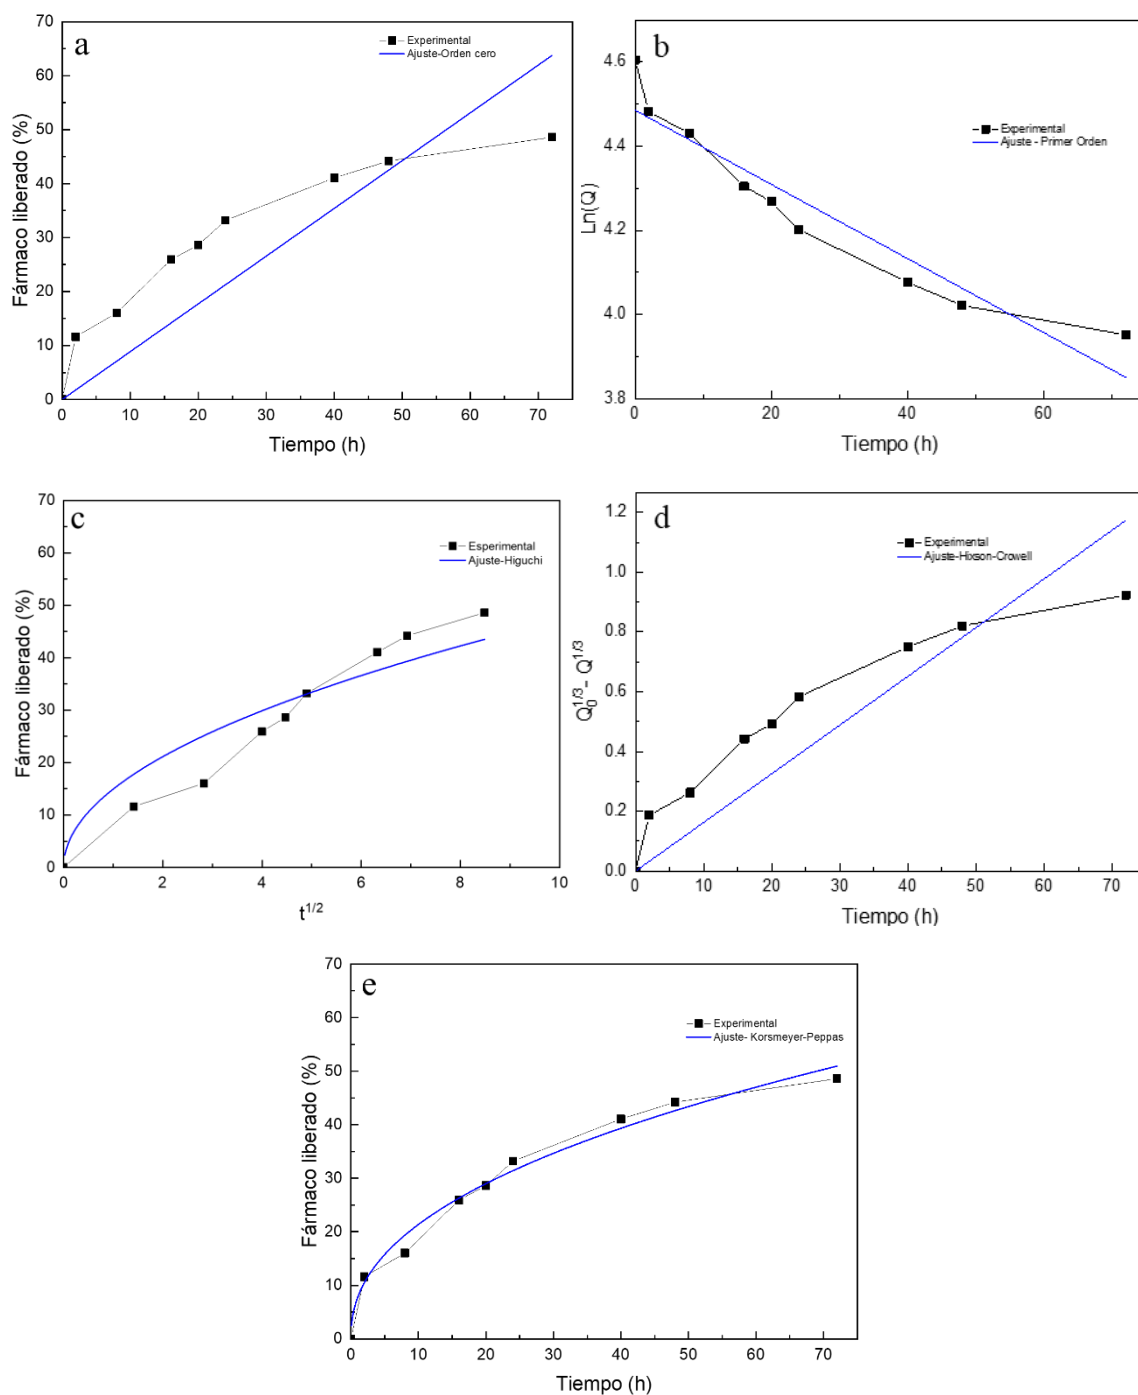 a
Experimental
Ajuste-Orden cero
Fármaco liberado (%)
70
60
50
40
30
20
10
0
0 10 20 30 40 50 60 70
Tiempo (h)
b
Experimental
Ajuste - Primer Orden
Ln(Q)
4.6
4.4
4.2
4.0
3.8
0 20 40 60
Tiempo (h)
c
Esperimental
Ajuste-Higuchi
Fármaco liberado (%)
70
60
50
40
30
20
10
0
0 2 4 6 8 10
t^1/2
d
Experimental
Ajuste-Hixson-Crowell
Q_0^1/3- Q^1/3
1.2
1.0
0.8
0.6
0.4
0.2
0.0
0 10 20 30 40 50 60 70
Tiempo (h)
e
Experimental
Ajuste- Korsmeyer-Peppas
Fármaco liberado (%)
70
60
50
40
30
20
10
0
0 10 20 30 40 50 60 70
Tiempo (h)